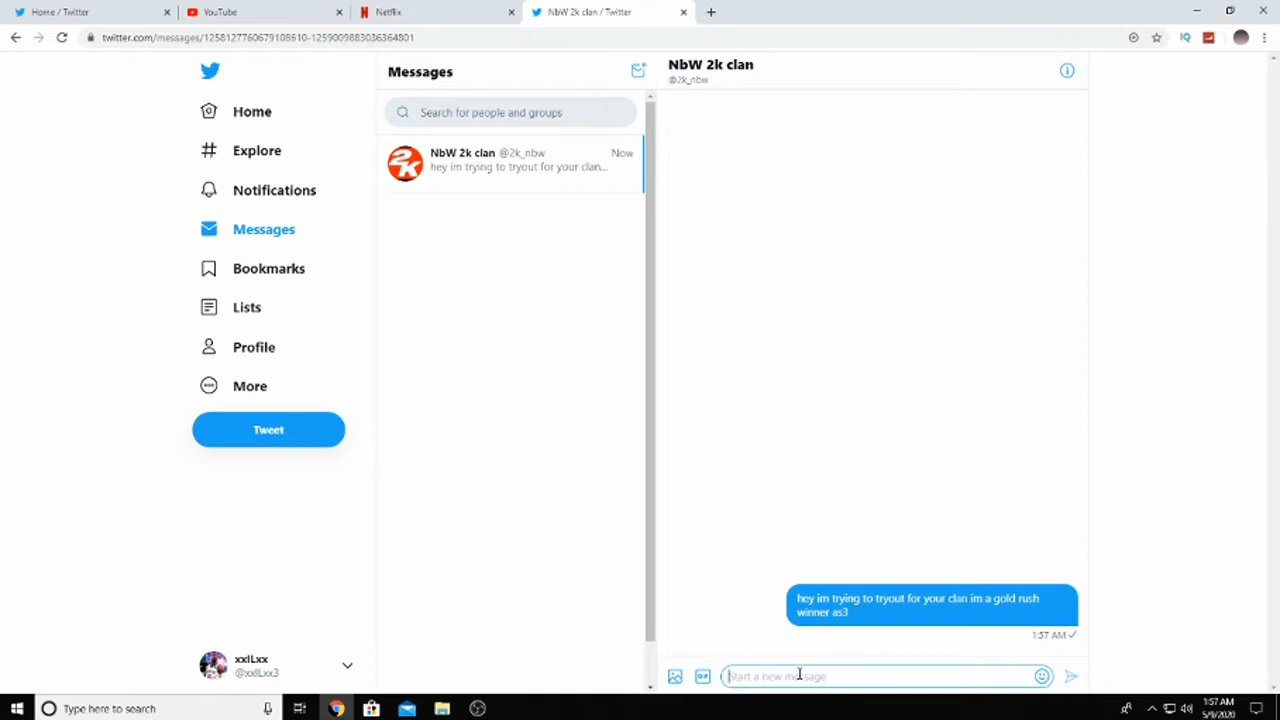 Home / Twitter
YouTube
Netflix
NbW 2k clan / Twitter
twitter.com/messages/1258127760679108610-1259009883036364801
Home
Explore
Notifications
Messages
Bookmarks
Lists
Profile
More
Tweet
xxlLxx
@xxlLxx3
Messages
Search for people and groups
2K
NbW 2k clan @2k_nbw Now
hey im trying to tryout for your clan...
NbW 2k clan
@2k_nbw
hey im trying to tryout for your clan im a gold rush
winner as3
1:57 AM
GIF
Start a new message
Type here to search
1:57 AM
5/9/2020